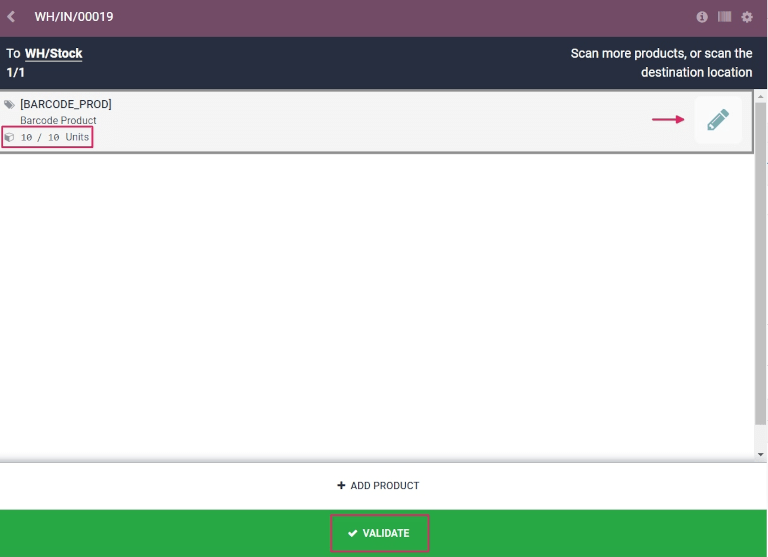 WH/IN/00019
To WH/Stock
1/1
Scan more products, or scan the
destination location
[BARCODE_PROD]
Barcode Product
10 / 10 Units
ADD PRODUCT
VALIDATE